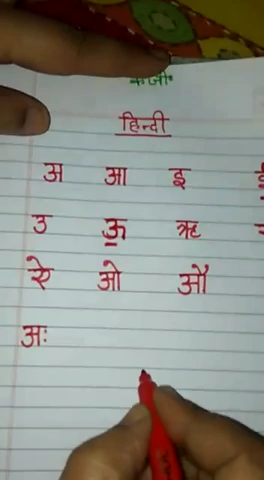 हिन्दी
अ आ इ
उ ऊ ऋ
ऐ ओ औ
अः